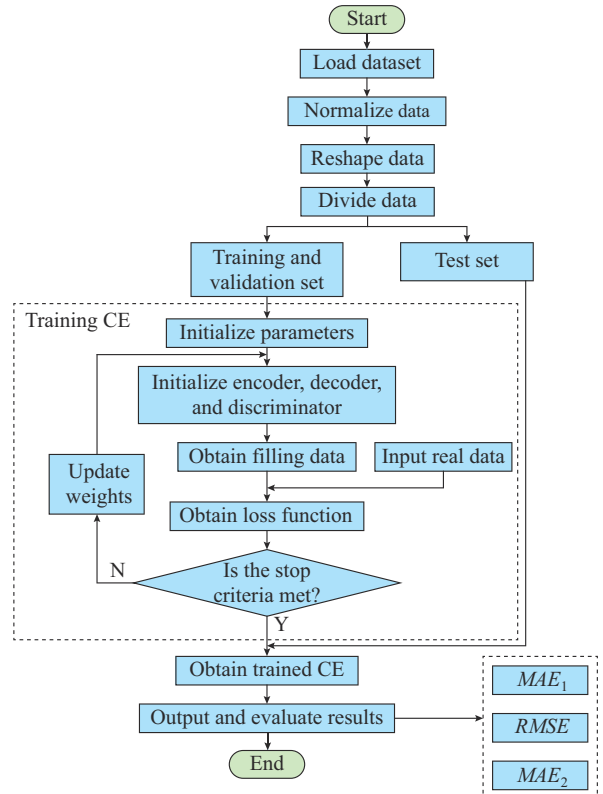 Start
Load dataset
Normalize data
Reshape data
Divide data
Training and
validation set
Test set
Training CE
Initialize parameters
Initialize encoder, decoder,
and discriminator
Obtain filling data
Input real data
Update
weights
Obtain loss function
Is the stop
criteria met?
N
Y
Obtain trained CE
Output and evaluate results
End
MAE₁
RMSE
MAE₂